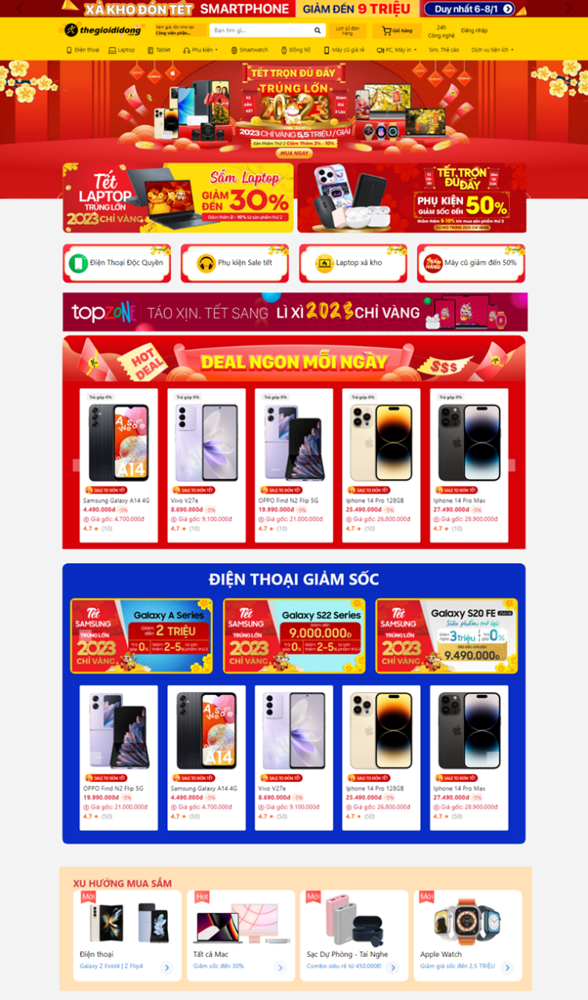 XẢ KHO ĐÓN TẾT SMARTPHONE GIẢM ĐẾN 9 TRIỆU Duy nhất 6-8/1
thegioididong
.com
Xem giá, tồn kho tại:
Công viên phần...
Bạn tìm gì...
Lịch sử đơn hàng
Giỏ hàng
24h Công nghệ
Đăng nhập
Điện thoại Laptop Tablet Phụ kiện Smartwatch Đồng hồ Máy cũ giá rẻ PC, Máy in Sim, Thẻ cào Dịch vụ tiện ích
TẾT TRỌN ĐỦ ĐẦY
TRÚNG LỚN
2023
2023 CHỈ VÀNG 5,5 TRIỆU/GIẢI
Sản Phẩm Thứ 2 Giảm Thêm 2% - 10%
MUA NGAY
Tết
LAPTOP
TRÚNG LỚN
2023 CHỈ VÀNG
Sắm Laptop
GIẢM ĐẾN 30%
Giảm thêm 2 - 10% từ sản phẩm thứ 2
TẾT TRỌN
ĐỦ ĐẦY
PHỤ KIỆN
GIẢM SỐC ĐẾN 50%
Giảm thêm 5-10% khi mua sản phẩm thứ 2
CƠ HỘI TRÚNG 2023 CHỈ VÀNG
Điện Thoại Độc Quyền
Phụ kiện Sale tết
Laptop xả kho
Máy cũ giảm đến 50%
topzone TÁO XỊN. TẾT SANG LÌ XÌ 2023 CHỈ VÀNG
HOT DEAL
DEAL NGON MỖI NGÀY
$$$
Trả góp 0% Trả góp 0% Trả góp 0% Trả góp 0% Trả góp 0%
Awesome
A14
SALE TO ĐÓN TẾT SALE TO ĐÓN TẾT SALE TO ĐÓN TẾT SALE TO ĐÓN TẾT SALE TO ĐÓN TẾT
Samsung Galaxy A14 4G Vivo V27e OPPO Find N2 Flip 5G Iphone 14 Pro 128GB Iphone 14 Pro Max
4.490.000đ -5% 8.690.000đ -5% 19.990.000đ -5% 25.490.000đ -5% 27.490.000đ -5%
Giá gốc: 4.700.000đ Giá gốc: 9.100.000đ Giá gốc: 21.000.000đ Giá gốc: 26.800.000đ Giá gốc: 28.900.000đ
4.7 ★ (10) 4.7 ★ (10) 4.7 ★ (10) 4.7 ★ (10) 4.7 ★ (10)
ĐIỆN THOẠI GIẢM SỐC
Tết
SAMSUNG
TRÚNG LỚN
2023
CHỈ VÀNG
Galaxy A Series
Giảm đến 2 TRIỆU
Trả góp 0% Giảm thêm 2-5% từ sản phẩm thứ 2
Tết
SAMSUNG
TRÚNG LỚN
2023
CHỈ VÀNG
Galaxy S22 Series
Giảm đến
9.000.000Đ
Trả góp 0% Giảm thêm 2-5% từ sản phẩm thứ 2
Tết
SAMSUNG
TRÚNG LỚN
2023
CHỈ VÀNG
Galaxy S20 FE 256GB
Siêu phẩm trở lại
Giảm ngay 3Triệu Trả góp 0%
GIÁ SỐC CHỈ CÒN
9.490.000Đ
Awesome
A14
SALE TO ĐÓN TẾT SALE TO ĐÓN TẾT SALE TO ĐÓN TẾT SALE TO ĐÓN TẾT SALE TO ĐÓN TẾT
OPPO Find N2 Flip 5G Samsung Galaxy A14 4G Vivo V27e Iphone 14 Pro 128GB Iphone 14 Pro Max
19.990.000đ -5% 4.490.000đ -5% 8.690.000đ -5% 25.490.000đ -5% 27.490.000đ -5%
Giá gốc: 21.000.000đ Giá gốc: 4.700.000đ Giá gốc: 9.100.000đ Giá gốc: 26.800.000đ Giá gốc: 28.900.000đ
4.7 ★ (50) 4.7 ★ (50) 4.7 ★ (50) 4.7 ★ (50) 4.7 ★ (50)
XU HƯỚNG MUA SẮM
Mới Hot Mới Mới
Điện thoại Tất cả Mac Sạc Dự Phòng - Tai Nghe Apple Watch
Galaxy Z Fold4 | Z Flip4 Giảm sốc đến 30% Combo siêu rẻ từ 450.000Đ Giảm giá sốc đến 2.5 TRIỆU